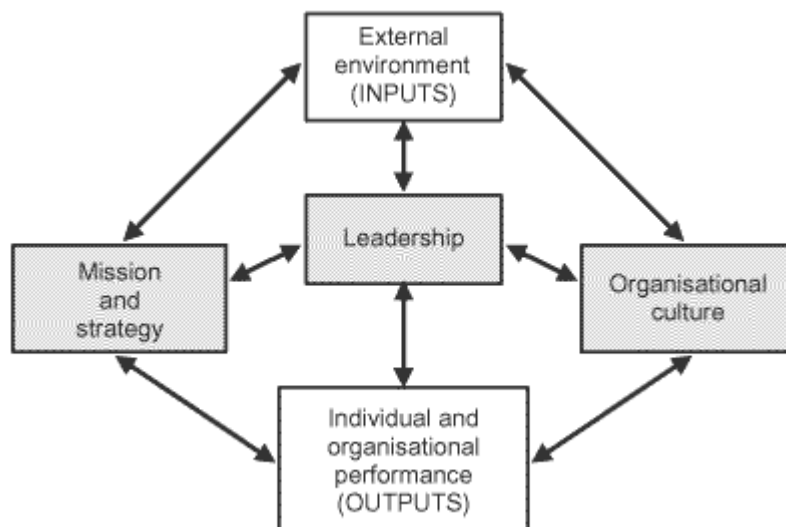 External
environment
(INPUTS)
Leadership
Mission
and
strategy
Organisational
culture
Individual and
organisational
performance
(OUTPUTS)